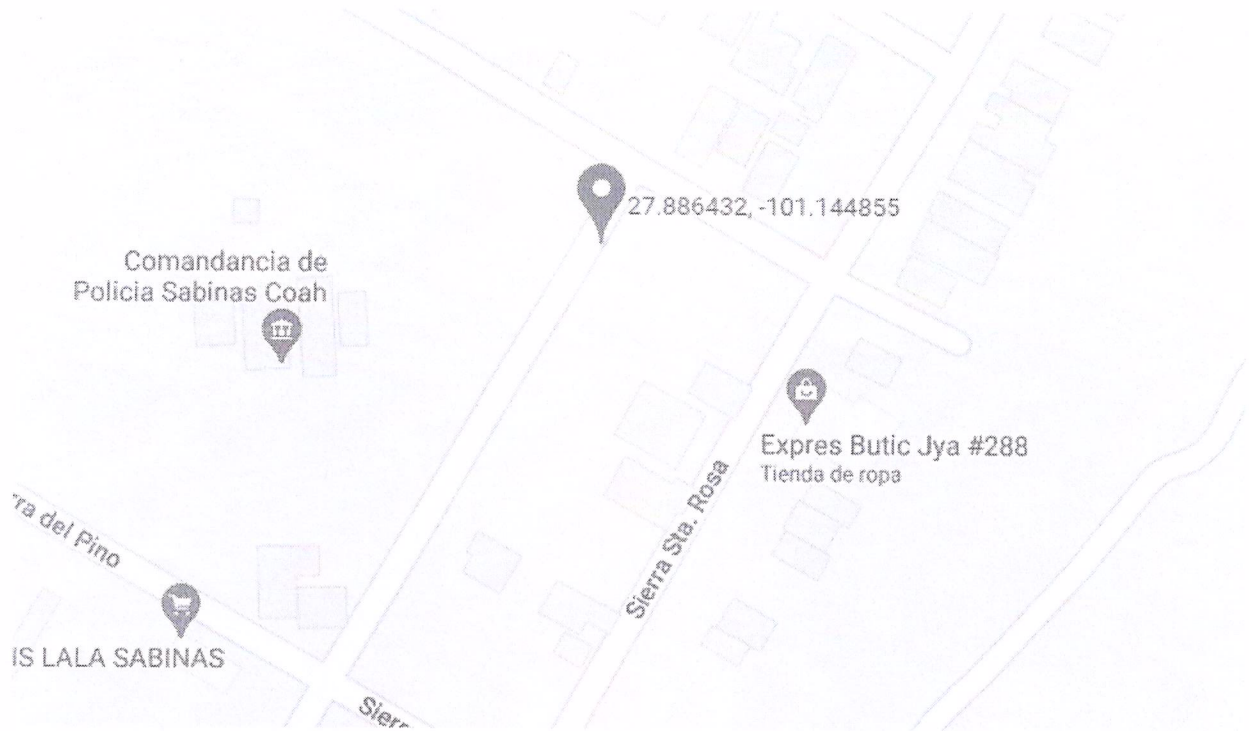 27.886432, -101.144855
Comandancia de
Policia Sabinas Coah
Expres Butic Jya #288
Tienda de ropa
rra del Pino
Sierra Sta. Rosa
IS LALA SABINAS
Sierr